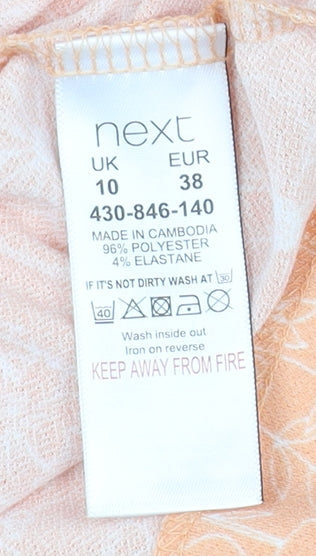 next
UK EUR
10 38
430-846-140
MADE IN CAMBODIA
96% POLYESTER
4% ELASTANE
IF IT'S NOT DIRTY WASH AT 30
40
Wash inside out
Iron on reverse
KEEP AWAY FROM FIRE